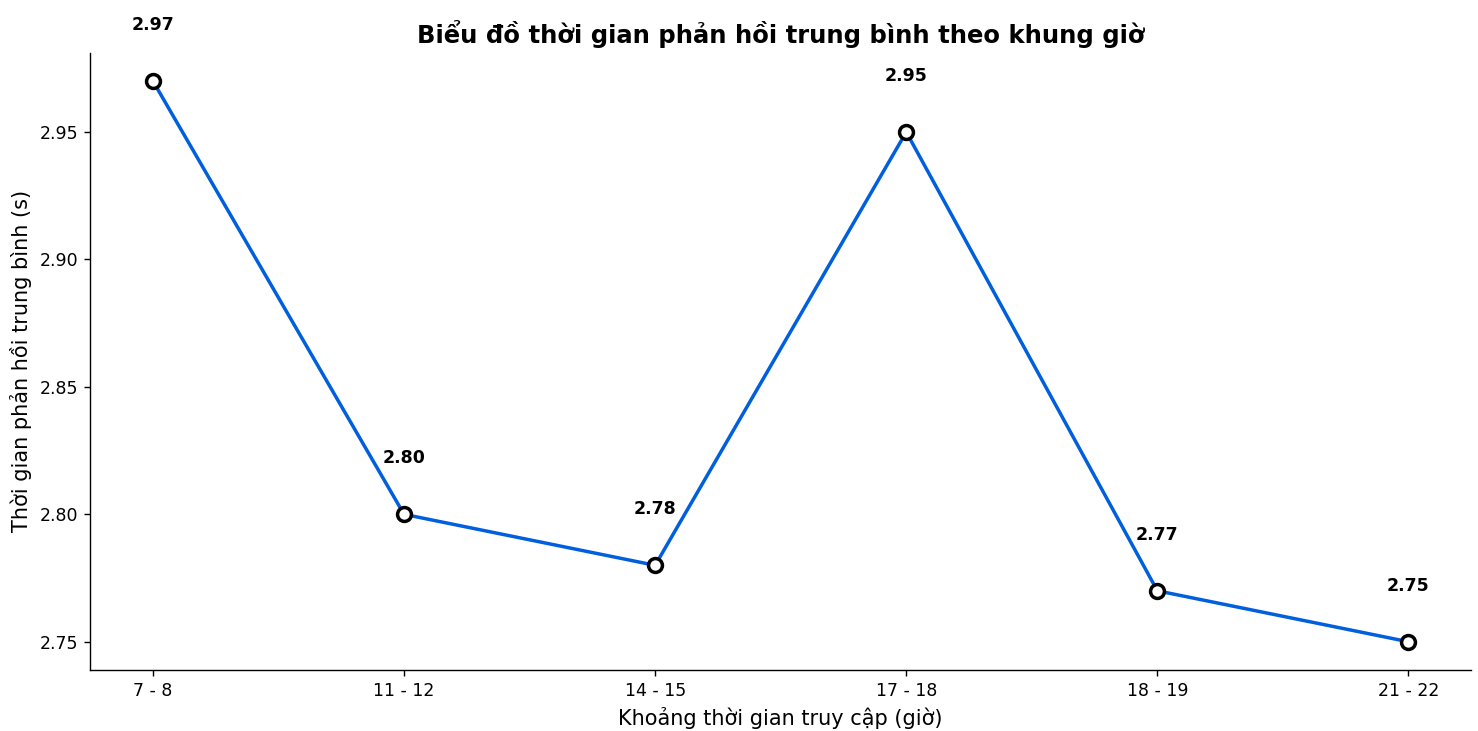 Biểu đồ thời gian phản hồi trung bình theo khung giờ
2.97
2.95
2.80
2.78
2.77
2.75
Thời gian phản hồi trung bình (s)
2.95
2.90
2.85
2.80
2.75
7 - 8
11 - 12
14 - 15
17 - 18
18 - 19
21 - 22
Khoảng thời gian truy cập (giờ)